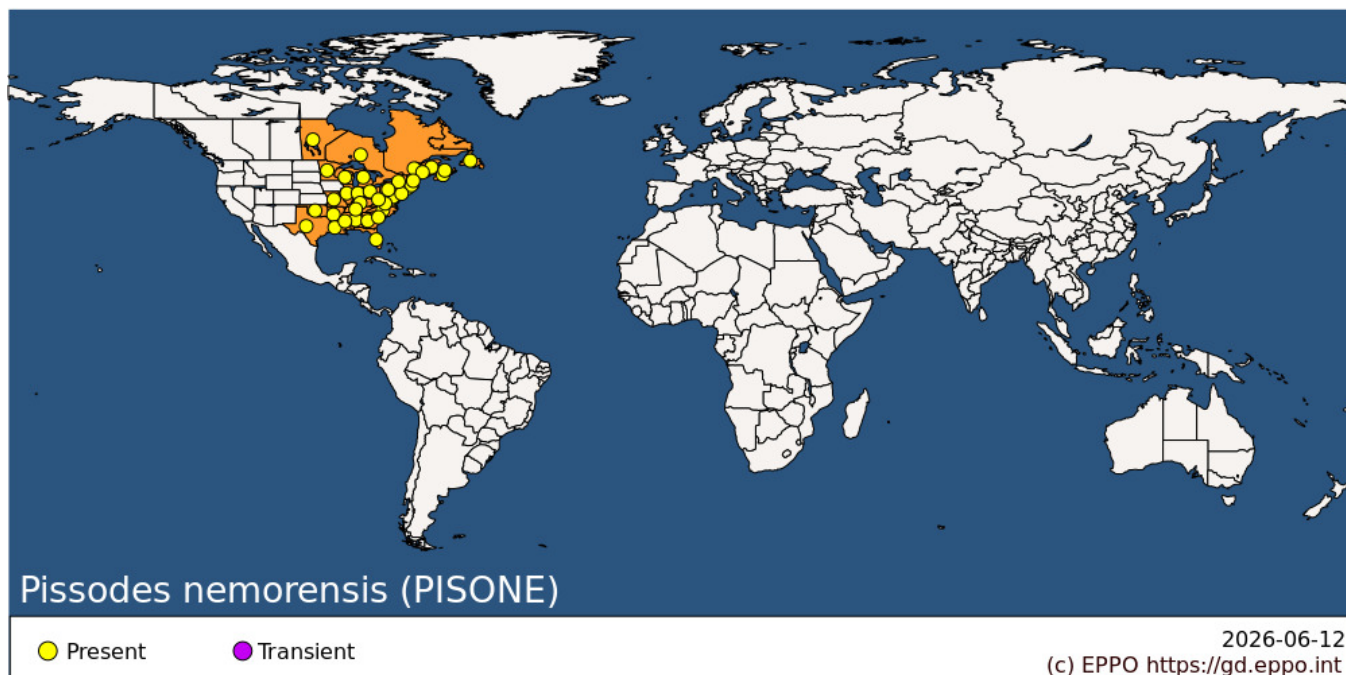 Pissodes nemorensis (PISONE)
Present
Transient
2026-06-12
(c) EPPO https://gd.eppo.int